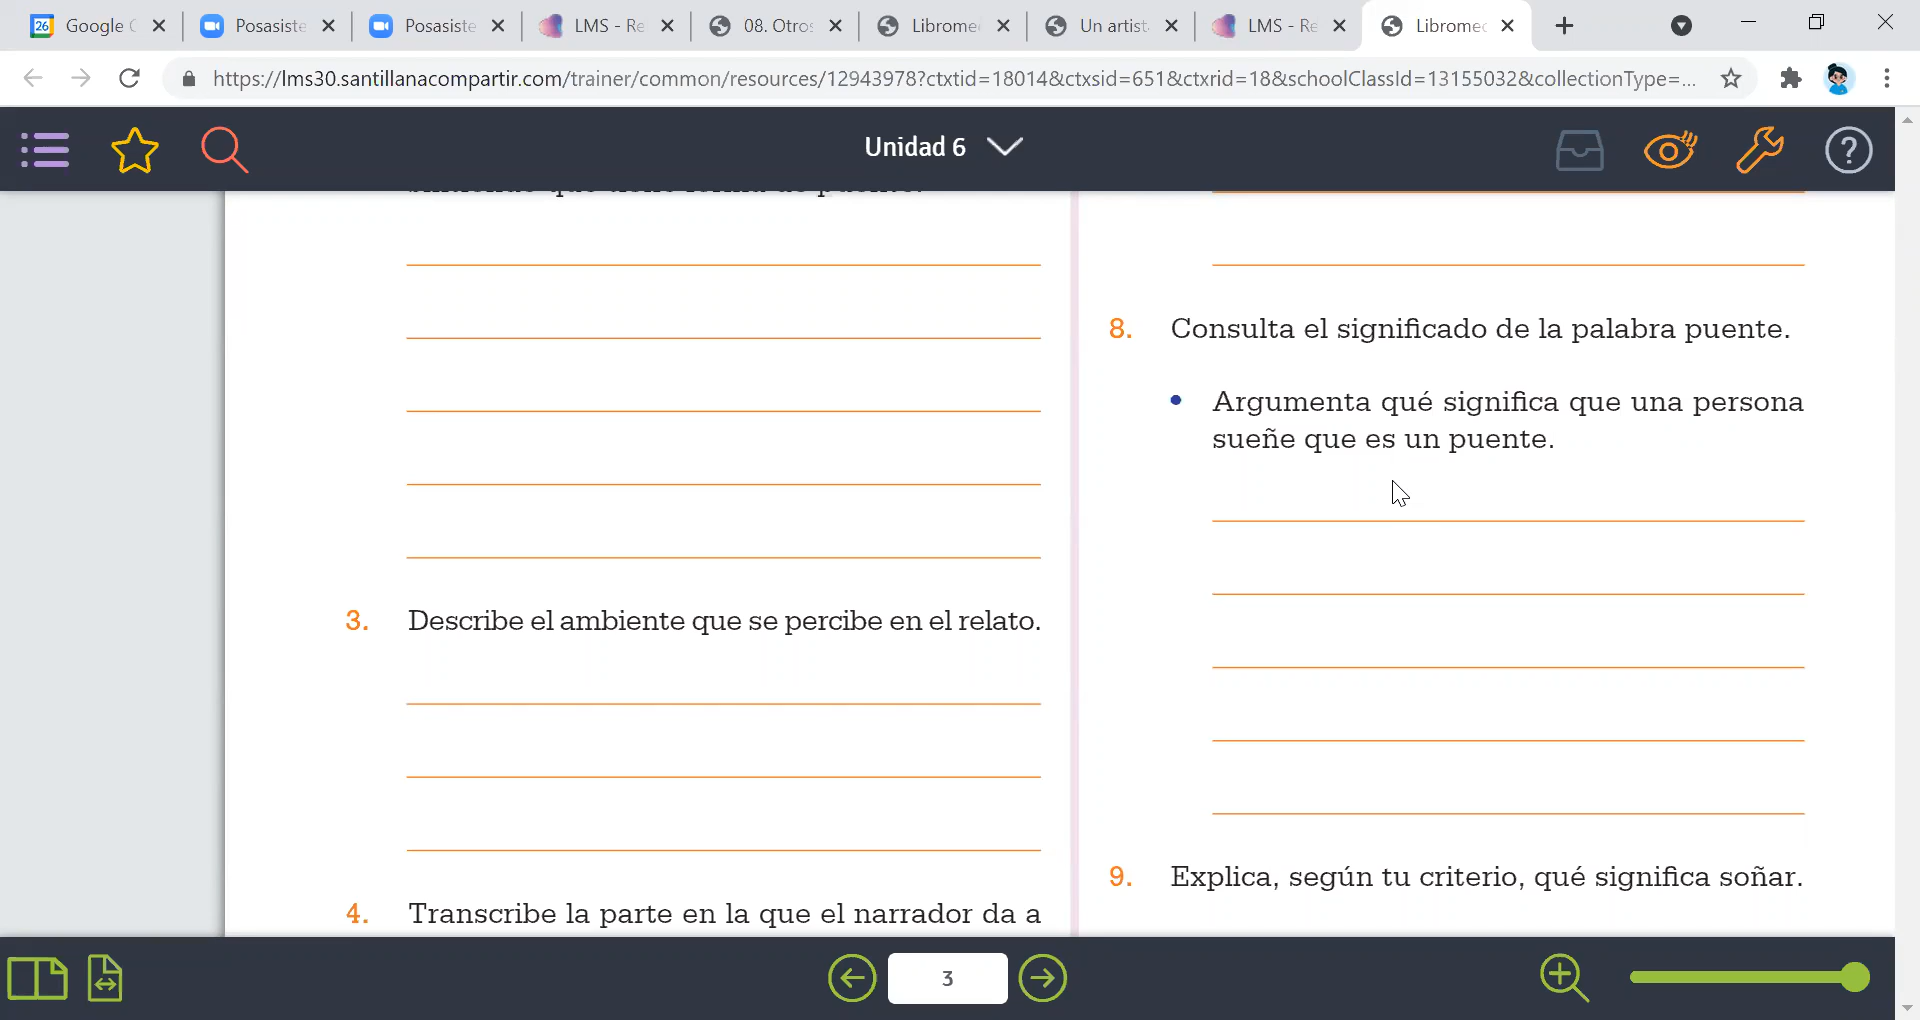 26 Google C
Posasiste
Posasiste
LMS - Re
08. Otros
Librome
Un artist
LMS - Re
Librome
https://lms30.santillanacompartir.com/trainer/common/resources/12943978?ctxtid=18014&ctxsid=651&ctxrid=18&schoolClassId=13155032&collectionType=...
Unidad 6
3. Describe el ambiente que se percibe en el relato.
4. Transcribe la parte en la que el narrador da a
8. Consulta el significado de la palabra puente.
• Argumenta qué significa que una persona
sueñe que es un puente.
9. Explica, según tu criterio, qué significa soñar.
3